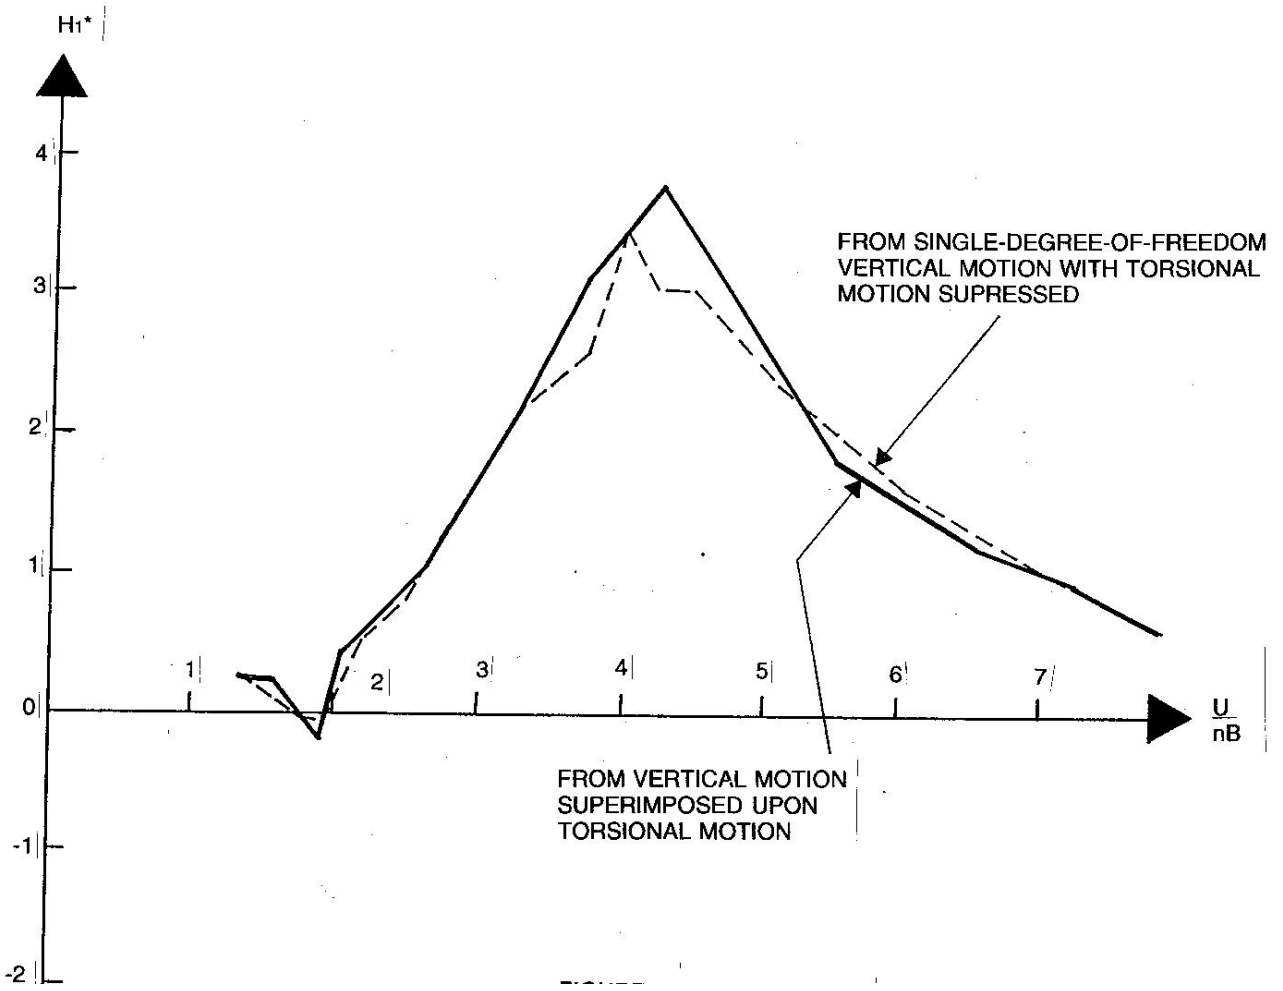 H1*
4
FROM SINGLE-DEGREE-OF-FREEDOM
VERTICAL MOTION WITH TORSIONAL
MOTION SUPRESSED
3
2
1
1 2 3 4 5 6 7
0
U
nB
FROM VERTICAL MOTION
SUPERIMPOSED UPON
TORSIONAL MOTION
-1
-2